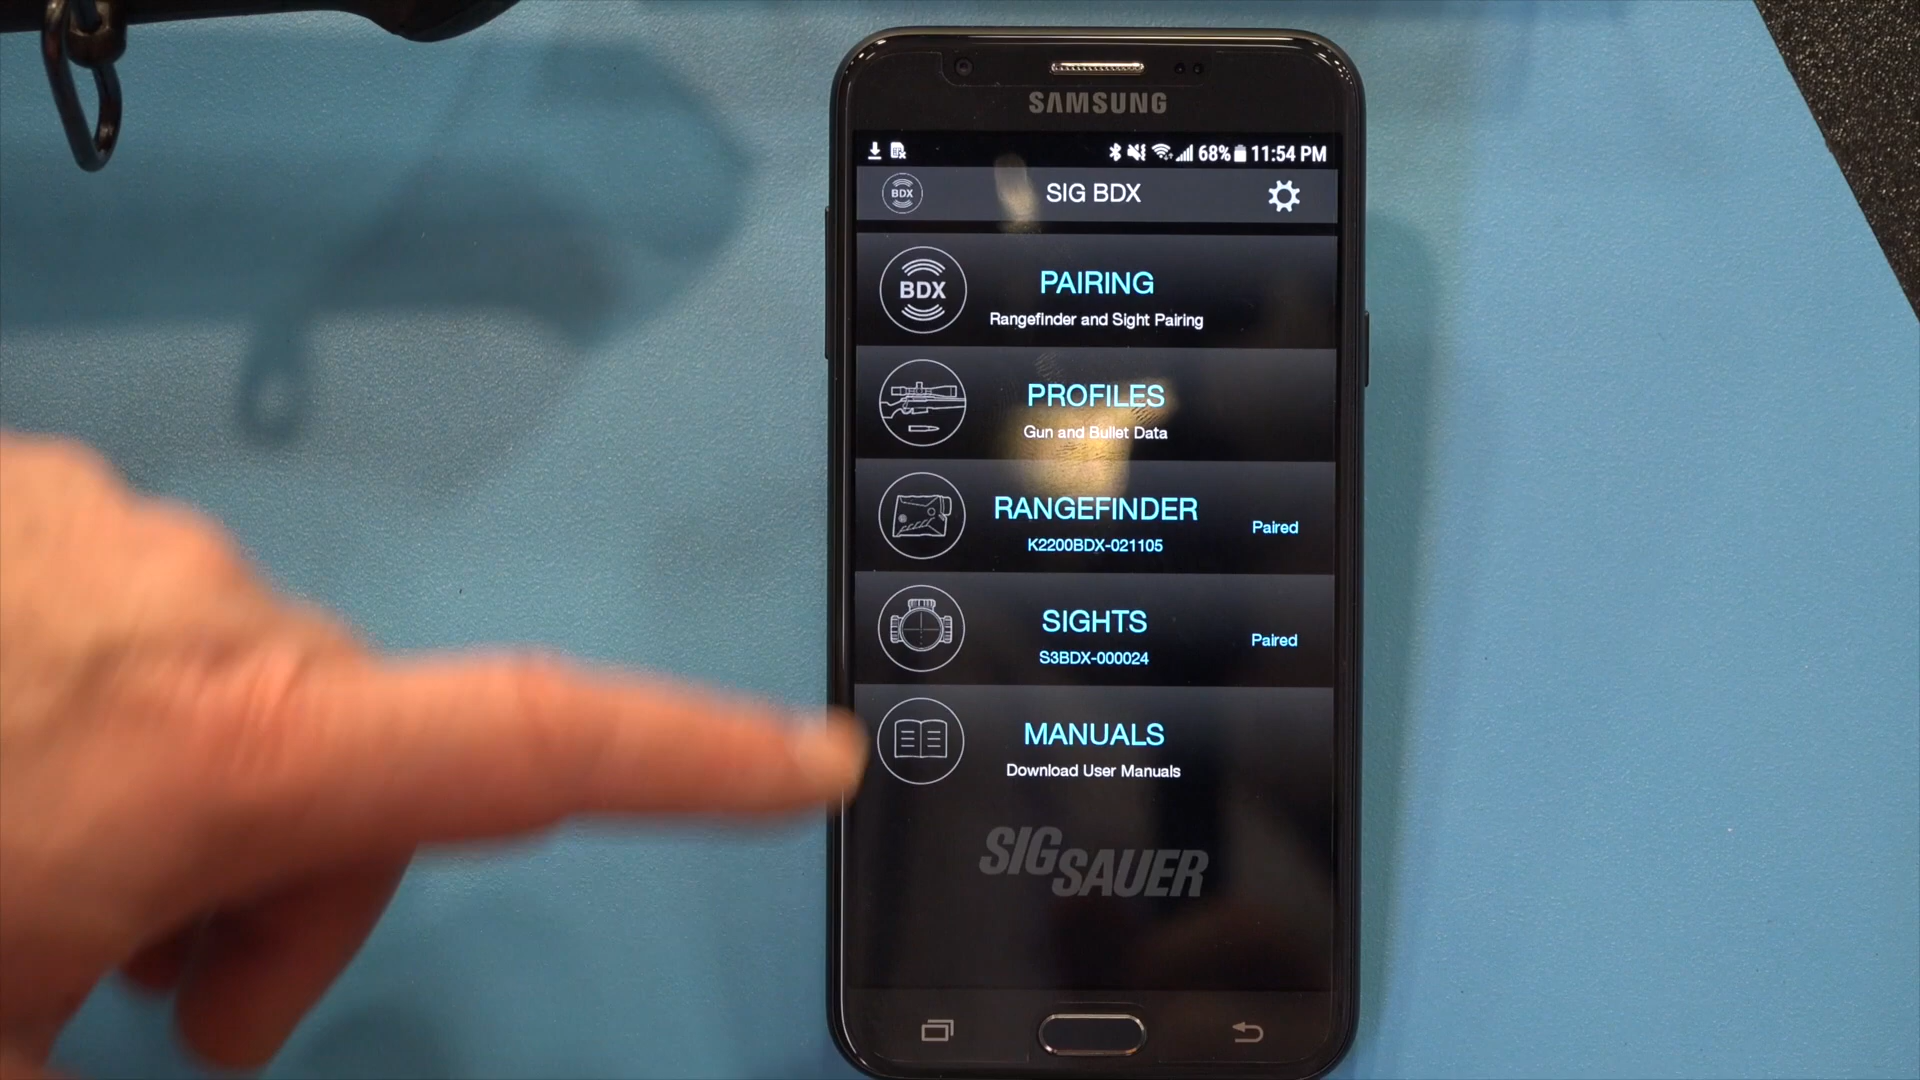 SAMSUNG
68% 11:54 PM
BDX
SIG BDX
BDX
PAIRING
Rangefinder and Sight Pairing
PROFILES
Gun and Bullet Data
RANGEFINDER
K2200BDX-021105
Paired
SIGHTS
S3BDX-000024
Paired
MANUALS
Download User Manuals
SIG SAUER